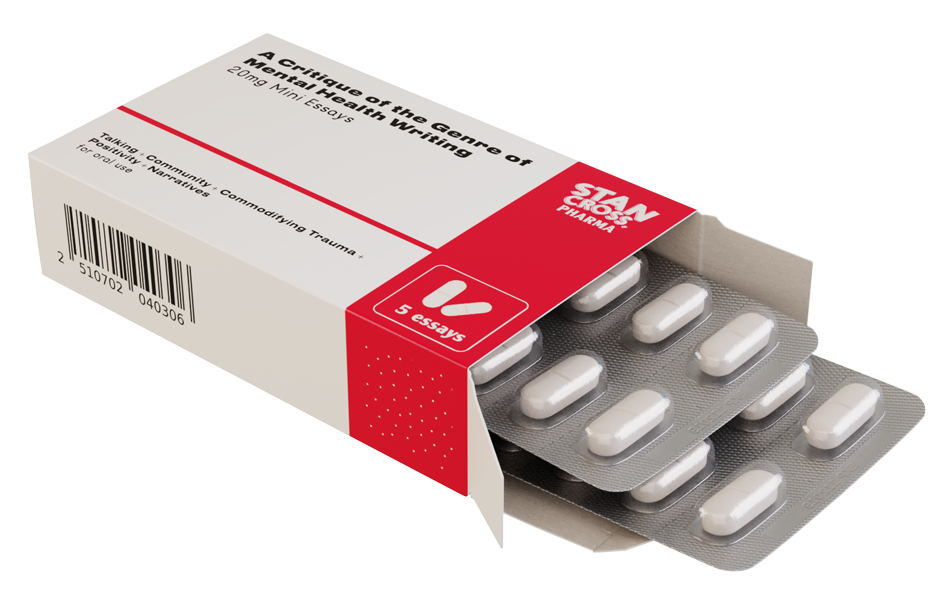 A Critique of the Genre of
Mental Health Writing
20mg Mini Essays
Talking + Community + Commodifying Trauma +
Positivity + Narratives
for oral use
STAN
CROSS
PHARMA
5 essays
2 510702 040306